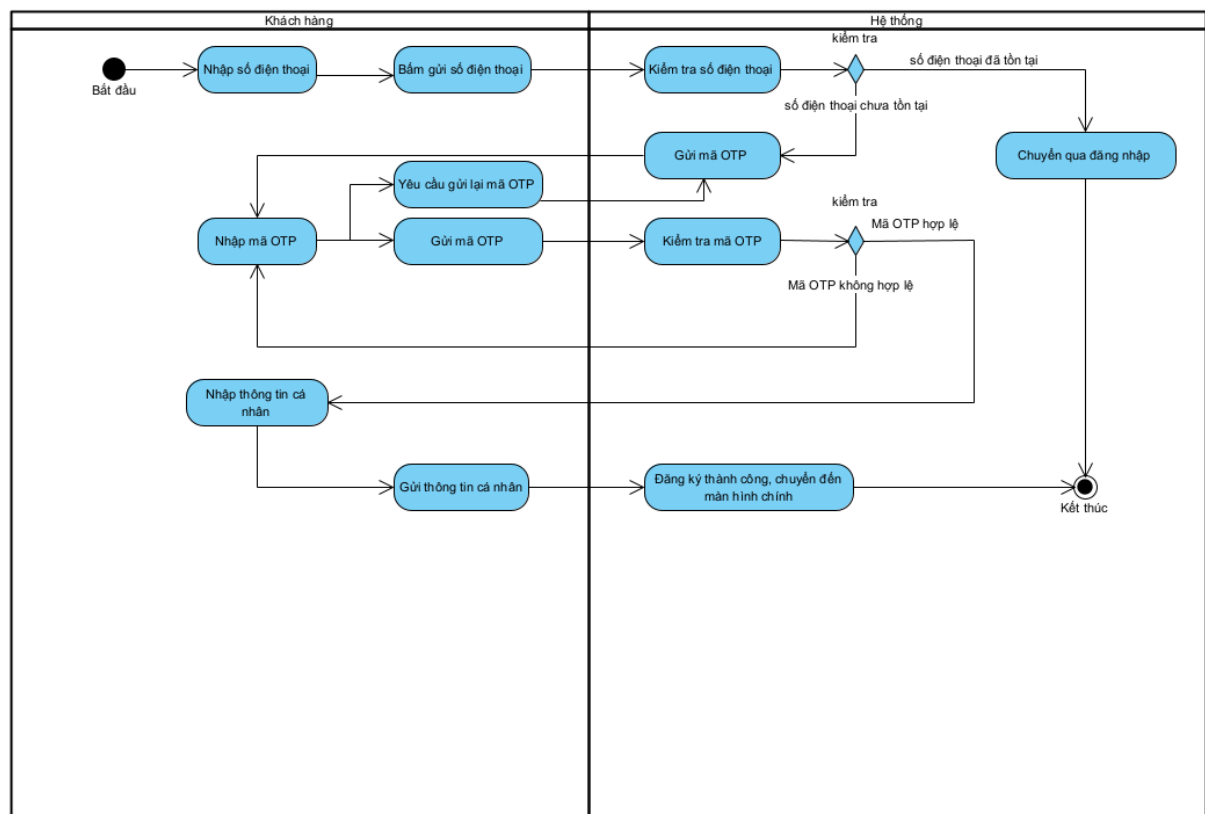 Khách hàng
Hệ thống
kiểm tra
Nhập số điện thoại
Bấm gửi số điện thoại
Kiểm tra số điện thoại
số điện thoại đã tồn tại
Bắt đầu
số điện thoại chưa tồn tại
Gửi mã OTP
Chuyển qua đăng nhập
Yêu cầu gửi lại mã OTP
kiểm tra
Mã OTP hợp lệ
Nhập mã OTP
Gửi mã OTP
Kiểm tra mã OTP
Mã OTP không hợp lệ
Nhập thông tin cá
nhân
Gửi thông tin cá nhân
Đăng ký thành công, chuyển đến
màn hình chính
Kết thúc